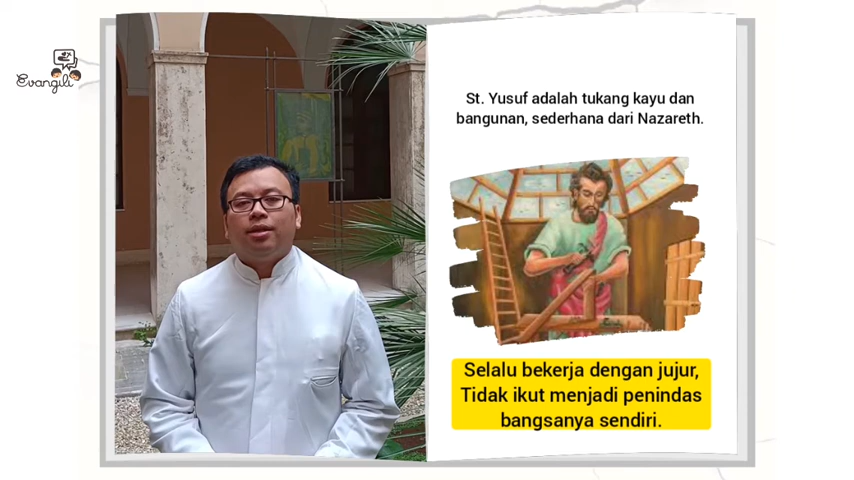 Evangili
St. Yusuf adalah tukang kayu dan
bangunan, sederhana dari Nazareth.
Selalu bekerja dengan jujur,
Tidak ikut menjadi penindas
bangsanya sendiri.